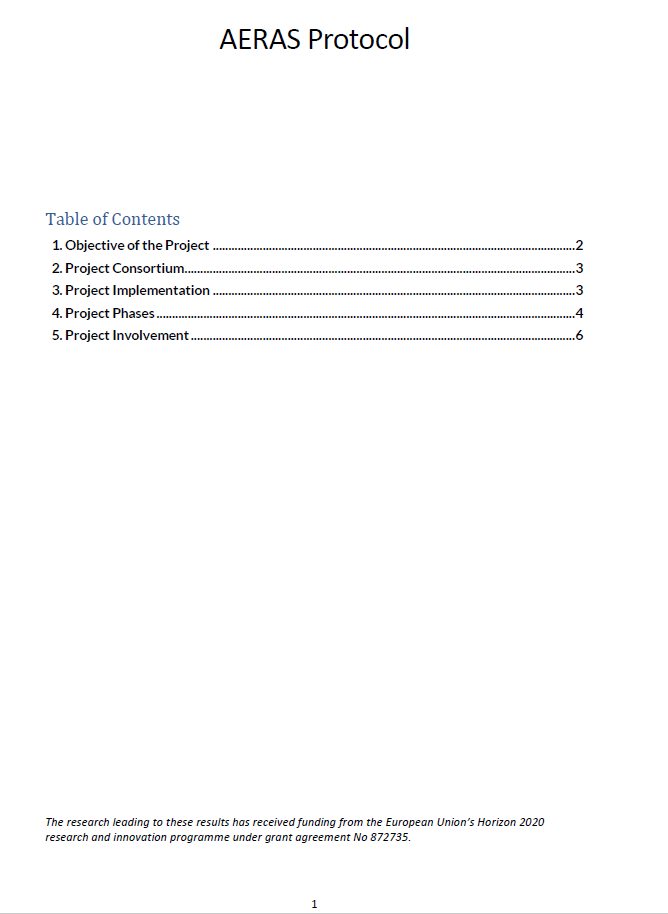 AERAS Protocol
Table of Contents
1. Objective of the Project ........................................................................................................................2
2. Project Consortium..............................................................................................................................3
3. Project Implementation ........................................................................................................................3
4. Project Phases ........................................................................................................................................4
5. Project Involvement ..............................................................................................................................6
The research leading to these results has received funding from the European Union’s Horizon 2020
research and innovation programme under grant agreement No 872735.
1